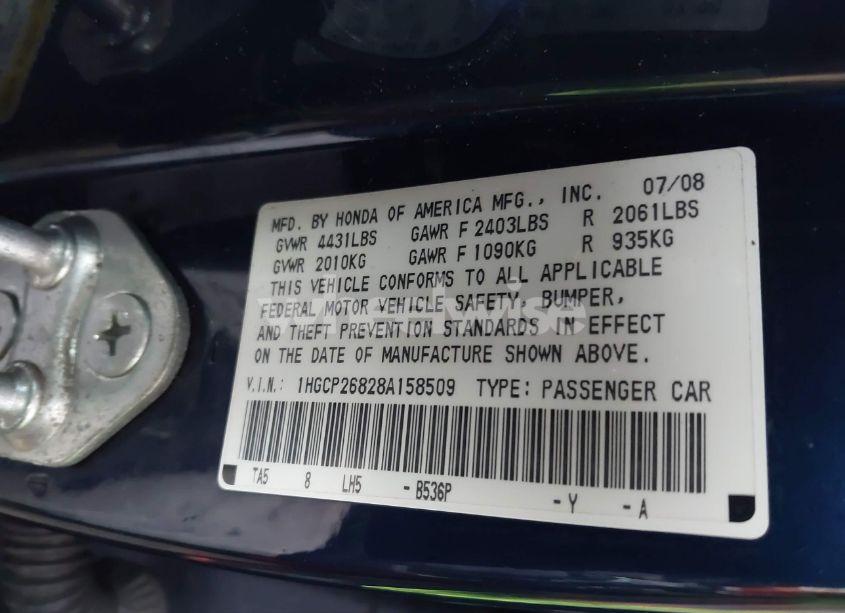 MFD. BY HONDA OF AMERICA MFG., INC. 07/08
GVWR 4431LBS GAWR F 2403LBS R 2061LBS
GVWR 2010KG GAWR F 1090KG R 935KG
THIS VEHICLE CONFORMS TO ALL APPLICABLE
FEDERAL MOTOR VEHICLE SAFETY, BUMPER,
AND THEFT PREVENTION STANDARDS IN EFFECT
ON THE DATE OF MANUFACTURE SHOWN ABOVE.
V.I.N.: 1HGCP26828A158509 TYPE: PASSENGER CAR
TA5 8 LH5 - B536P - Y - A